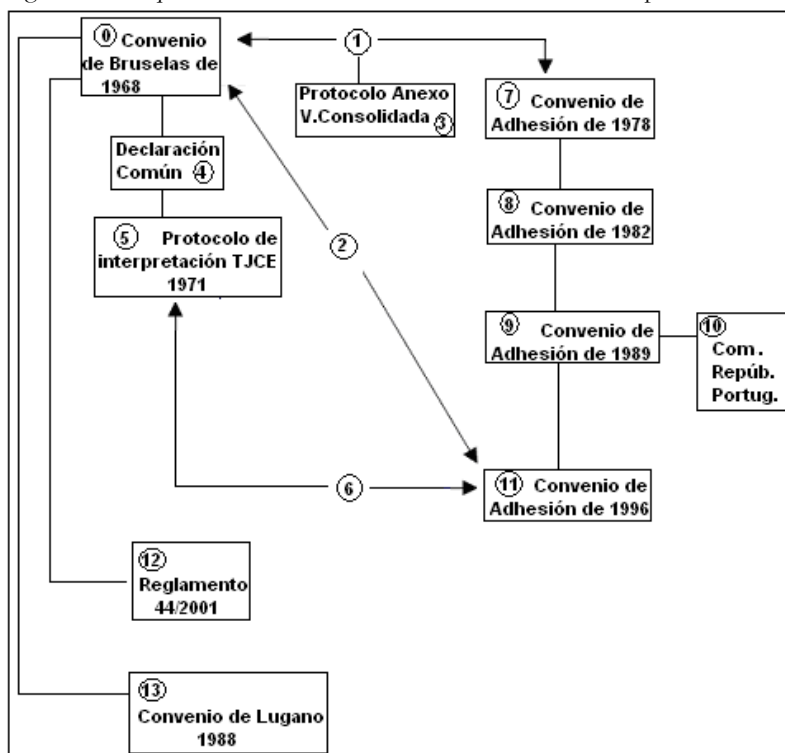 ⓪ Convenio
de Bruselas de
1968
①
Protocolo Anexo
V.Consolidada ③
⑦ Convenio de
Adhesión de 1978
Declaración
Común ④
⑧ Convenio de
Adhesión de 1982
⑤ Protocolo de
interpretación TJCE
1971
②
⑨ Convenio de
Adhesión de 1989
⑩
Com.
Repúb.
Portug.
⑥
⑪ Convenio de
Adhesión de 1996
⑫
Reglamento
44/2001
⑬
Convenio de Lugano
1988